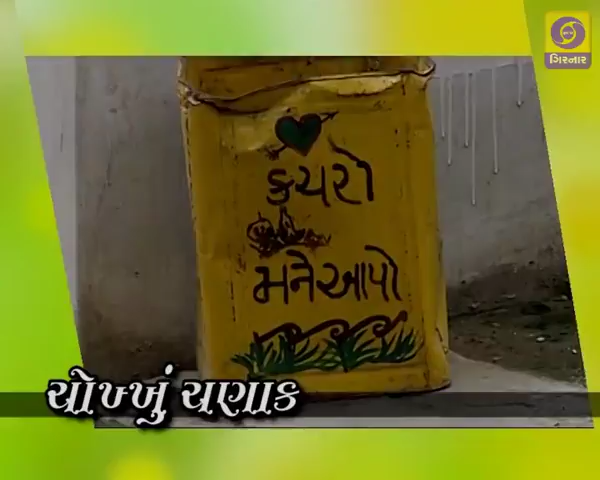 ગિરનાર
કચરો
મને આપો
ચોખ્ખું ચણાક